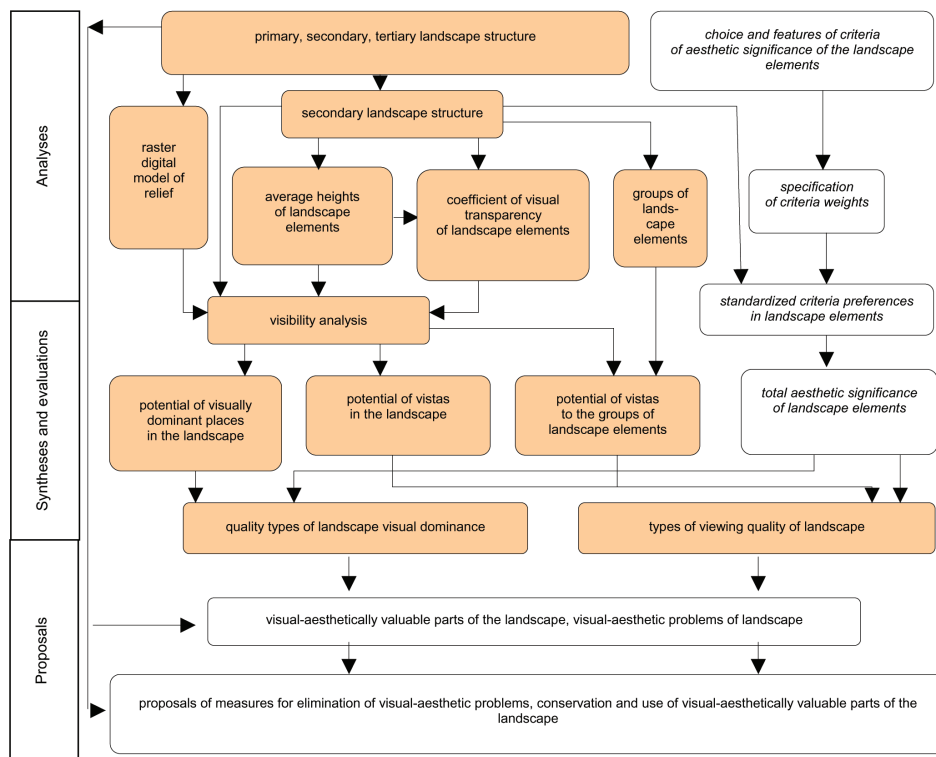 Analyses
primary, secondary, tertiary landscape structure
choice and features of criteria
of aesthetic significance of the landscape
elements
secondary landscape structure
raster
digital
model of
relief
average heights
of landscape
elements
coefficient of visual
transparency
of landscape elements
groups of
lands-
cape
elements
specification
of criteria weights
standardized criteria preferences
in landscape elements
Syntheses and evaluations
visibility analysis
potential of visually
dominant places
in the landscape
potential of vistas
in the landscape
potential of vistas
to the groups of
landscape elements
total aesthetic significance
of landscape elements
quality types of landscape visual dominance
types of viewing quality of landscape
Proposals
visual-aesthetically valuable parts of the landscape, visual-aesthetic problems of landscape
proposals of measures for elimination of visual-aesthetic problems, conservation and use of visual-aesthetically valuable parts of the
landscape